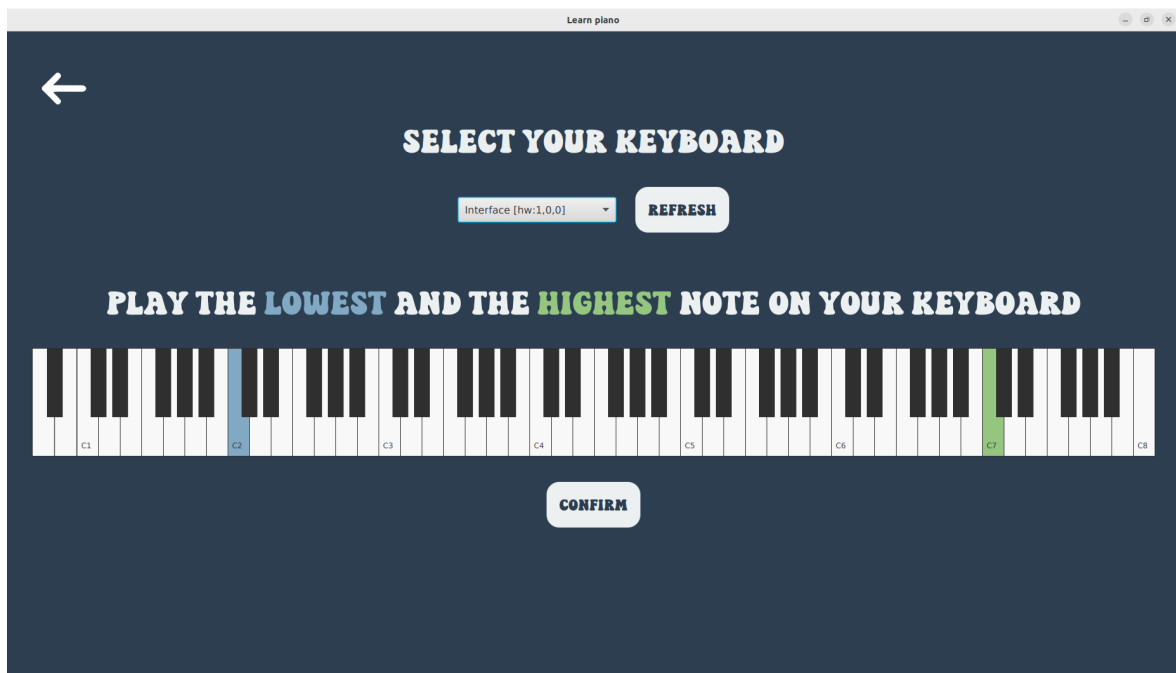 Learn piano
SELECT YOUR KEYBOARD
Interface [hw:1,0,0]
REFRESH
PLAY THE LOWEST AND THE HIGHEST NOTE ON YOUR KEYBOARD
C1 C2 C3 C4 C5 C6 C7 C8
CONFIRM